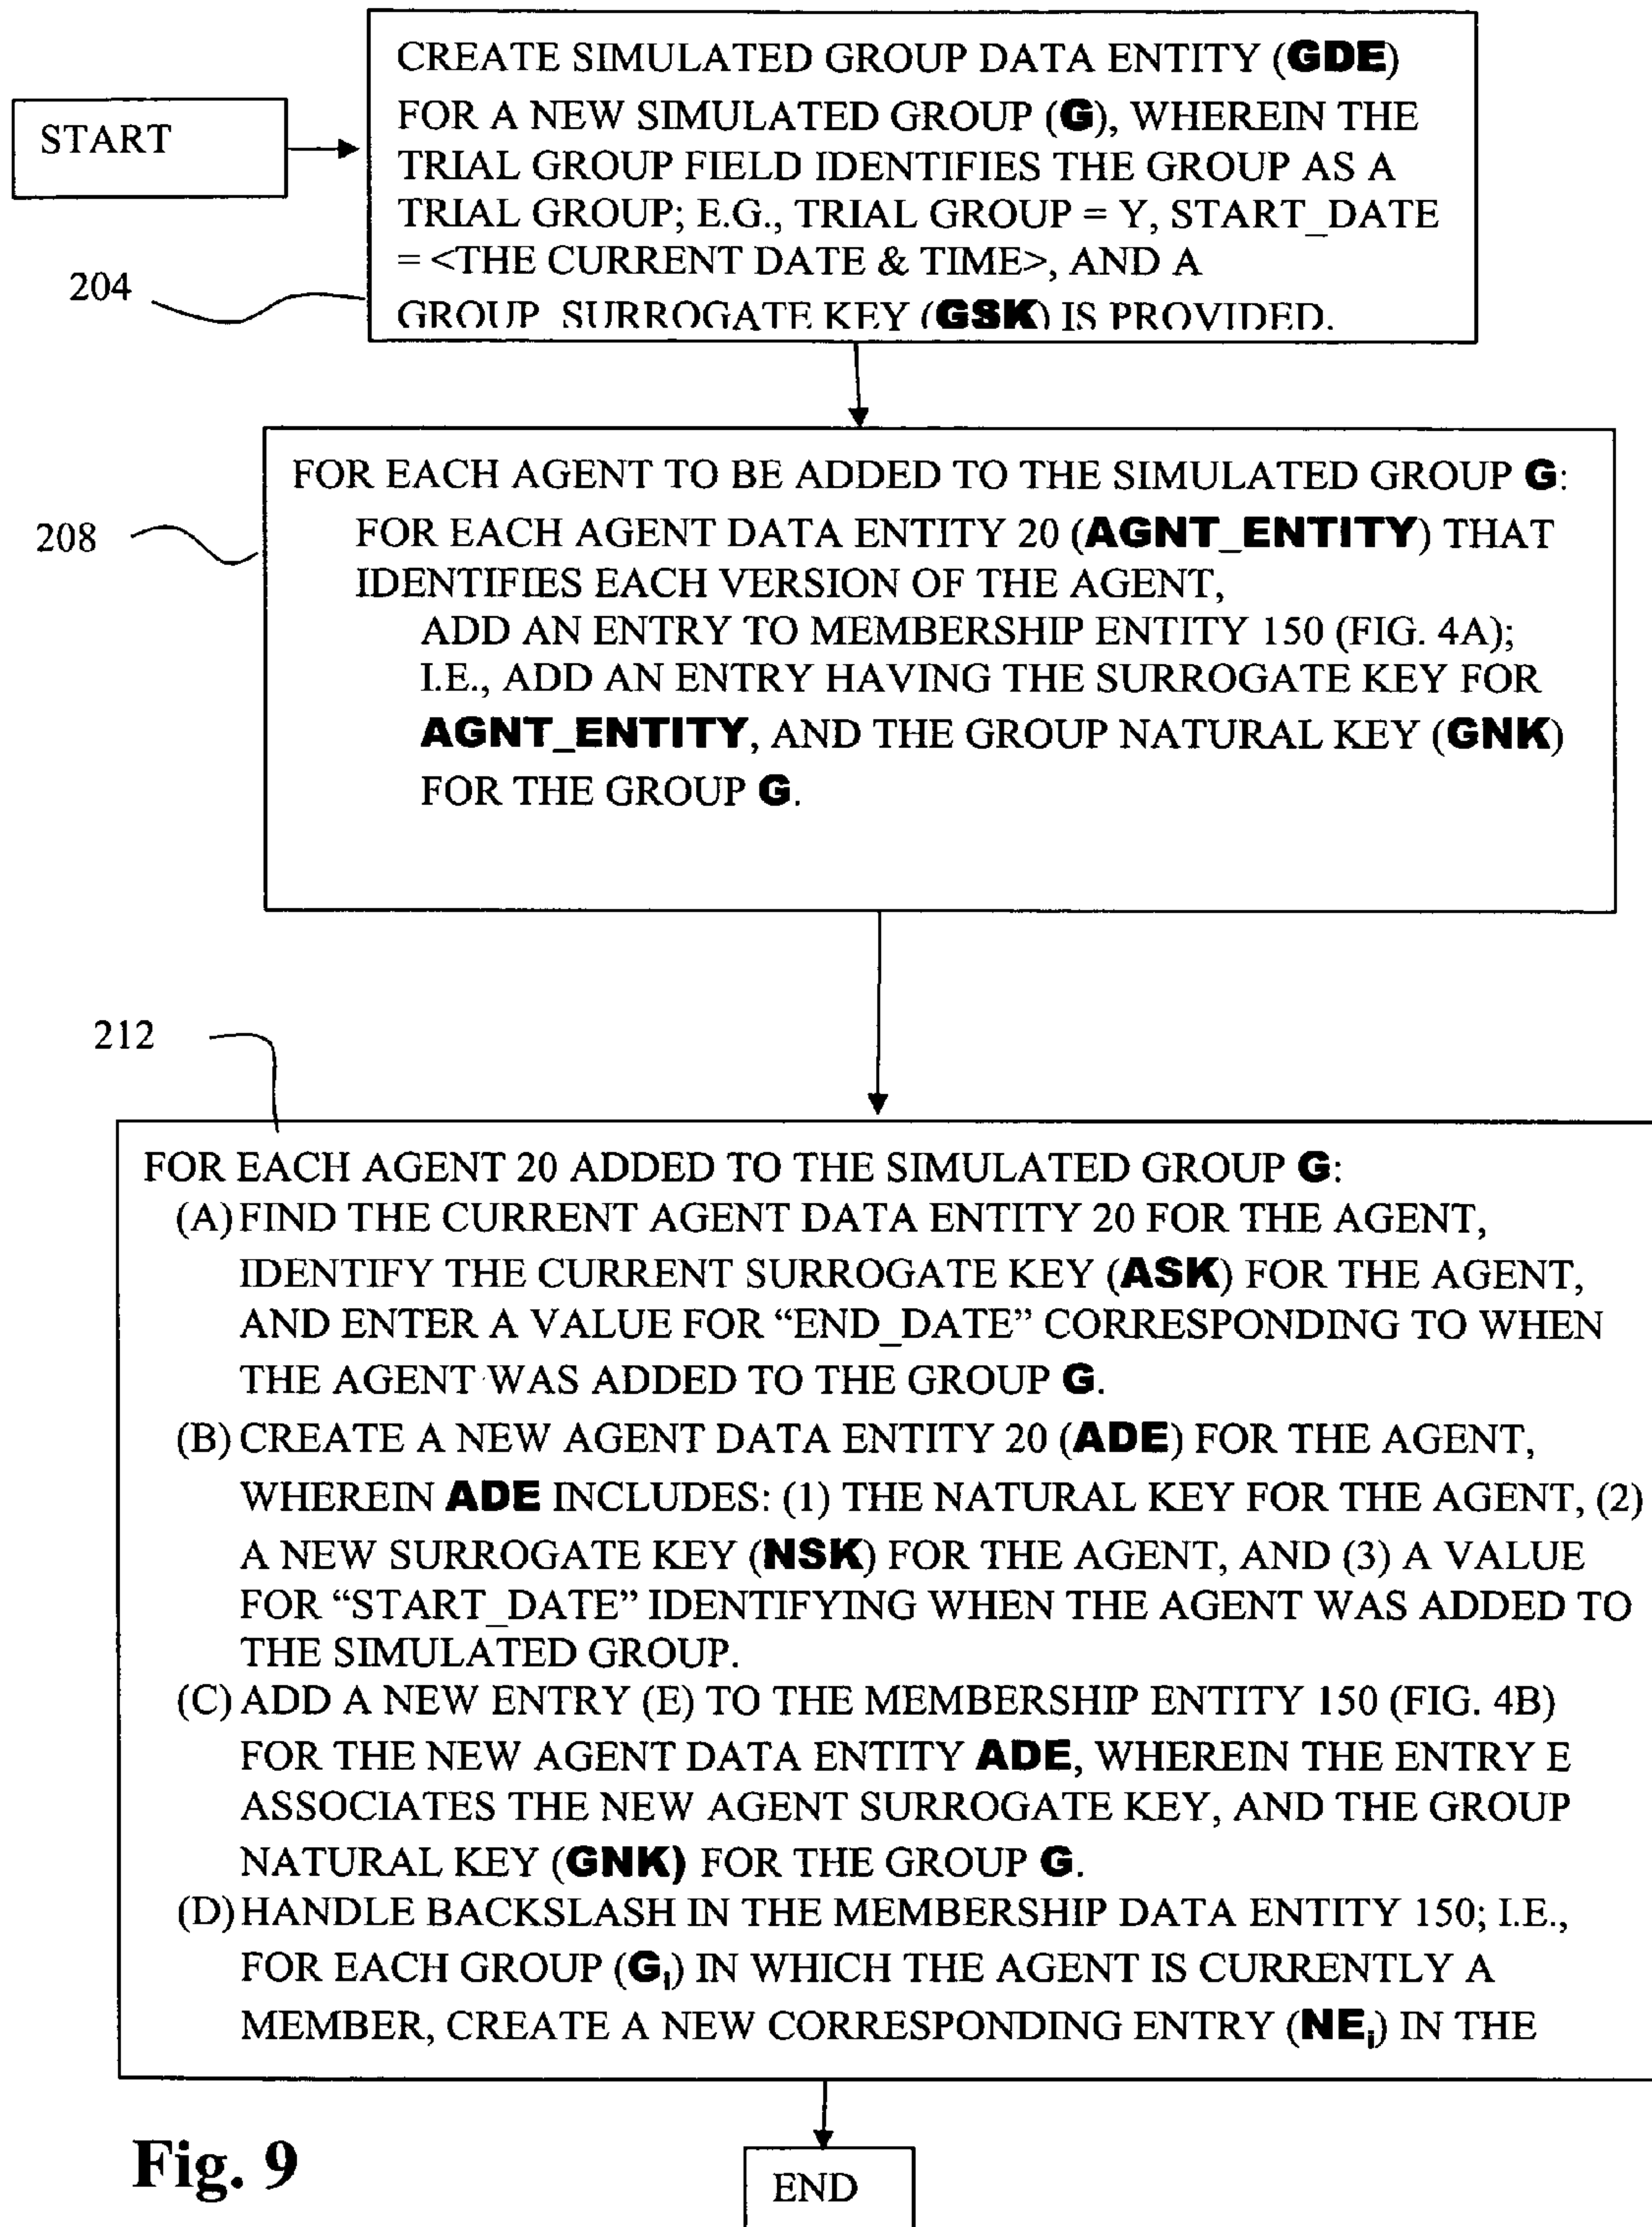 START
CREATE SIMULATED GROUP DATA ENTITY (GDE)
FOR A NEW SIMULATED GROUP (G), WHEREIN THE
TRIAL GROUP FIELD IDENTIFIES THE GROUP AS A
TRIAL GROUP; E.G., TRIAL GROUP = Y, START_DATE
= <THE CURRENT DATE & TIME>, AND A
GROUP SURROGATE KEY (GSK) IS PROVIDED.
204
208
FOR EACH AGENT TO BE ADDED TO THE SIMULATED GROUP G:
FOR EACH AGENT DATA ENTITY 20 (AGNT_ENTITY) THAT
IDENTIFIES EACH VERSION OF THE AGENT,
ADD AN ENTRY TO MEMBERSHIP ENTITY 150 (FIG. 4A);
I.E., ADD AN ENTRY HAVING THE SURROGATE KEY FOR
AGNT_ENTITY, AND THE GROUP NATURAL KEY (GNK)
FOR THE GROUP G.
212
FOR EACH AGENT 20 ADDED TO THE SIMULATED GROUP G:
(A) FIND THE CURRENT AGENT DATA ENTITY 20 FOR THE AGENT,
IDENTIFY THE CURRENT SURROGATE KEY (ASK) FOR THE AGENT,
AND ENTER A VALUE FOR “END_DATE” CORRESPONDING TO WHEN
THE AGENT WAS ADDED TO THE GROUP G.
(B) CREATE A NEW AGENT DATA ENTITY 20 (ADE) FOR THE AGENT,
WHEREIN ADE INCLUDES: (1) THE NATURAL KEY FOR THE AGENT, (2)
A NEW SURROGATE KEY (NSK) FOR THE AGENT, AND (3) A VALUE
FOR “START_DATE” IDENTIFYING WHEN THE AGENT WAS ADDED TO
THE SIMULATED GROUP.
(C) ADD A NEW ENTRY (E) TO THE MEMBERSHIP ENTITY 150 (FIG. 4B)
FOR THE NEW AGENT DATA ENTITY ADE, WHEREIN THE ENTRY E
ASSOCIATES THE NEW AGENT SURROGATE KEY, AND THE GROUP
NATURAL KEY (GNK) FOR THE GROUP G.
(D) HANDLE BACKSLASH IN THE MEMBERSHIP DATA ENTITY 150; I.E.,
FOR EACH GROUP (Gi) IN WHICH THE AGENT IS CURRENTLY A
MEMBER, CREATE A NEW CORRESPONDING ENTRY (NEi) IN THE
Fig. 9
END